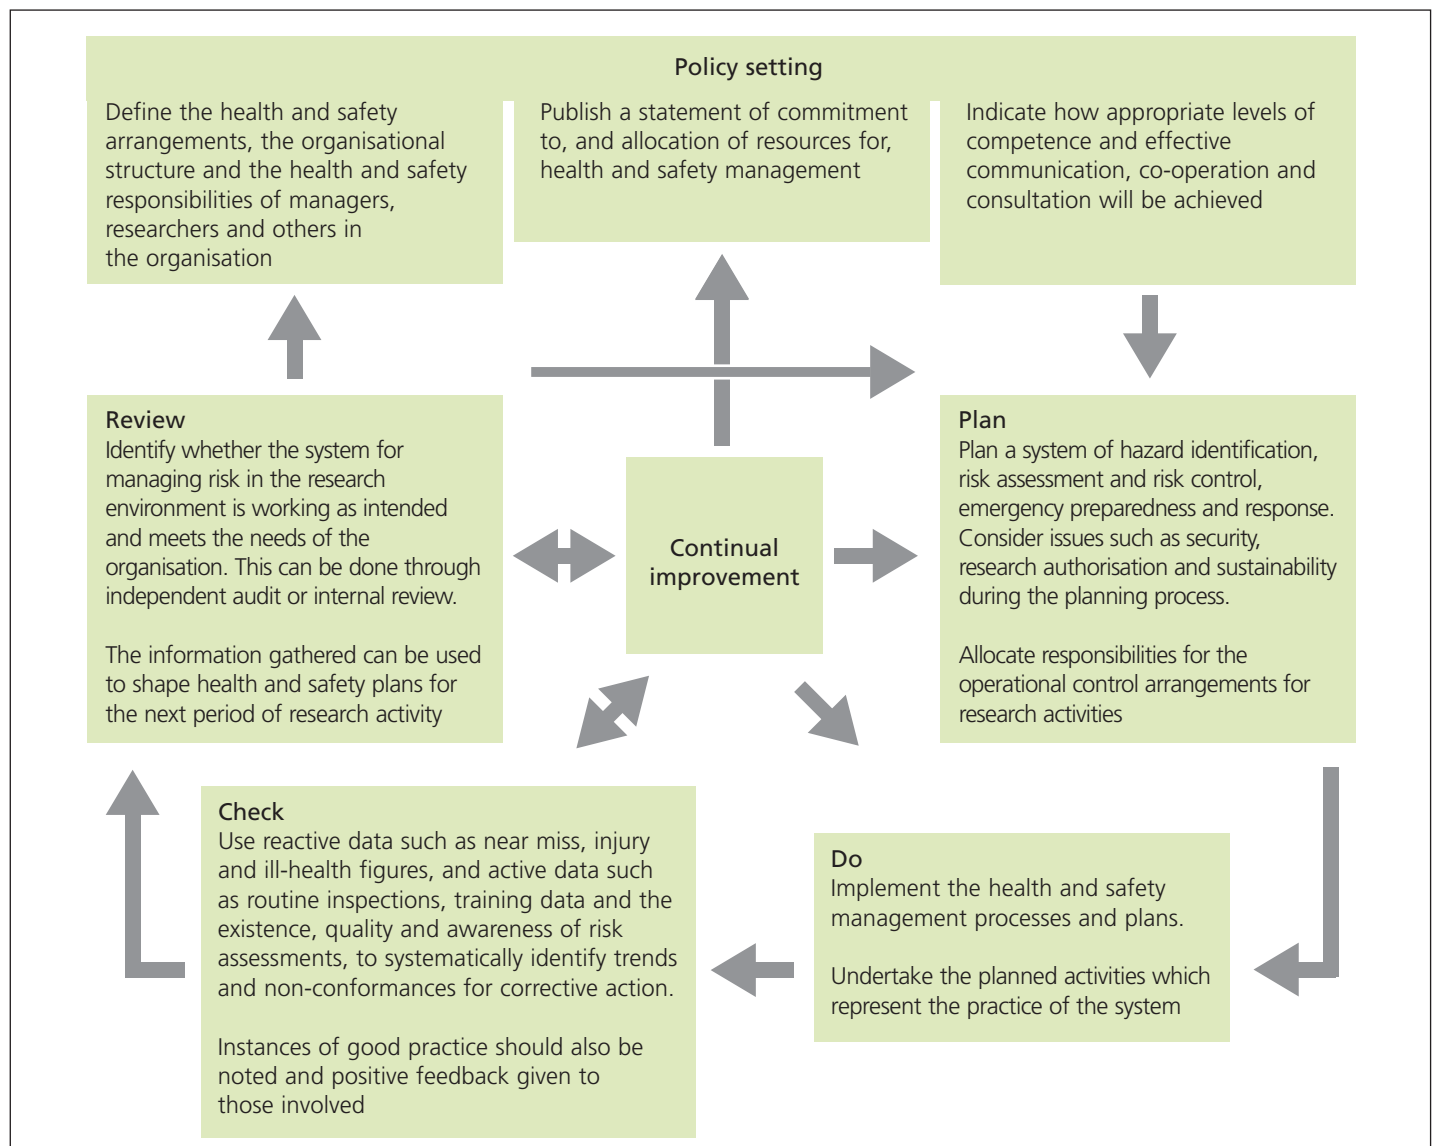 Policy setting
Define the health and safety
arrangements, the organisational
structure and the health and safety
responsibilities of managers,
researchers and others in
the organisation
Publish a statement of commitment
to, and allocation of resources for,
health and safety management
Indicate how appropriate levels of
competence and effective
communication, co-operation and
consultation will be achieved
Review
Identify whether the system for
managing risk in the research
environment is working as intended
and meets the needs of the
organisation. This can be done through
independent audit or internal review.
The information gathered can be used
to shape health and safety plans for
the next period of research activity
Continual
improvement
Plan
Plan a system of hazard identification,
risk assessment and risk control,
emergency preparedness and response.
Consider issues such as security,
research authorisation and sustainability
during the planning process.
Allocate responsibilities for the
operational control arrangements for
research activities
Check
Use reactive data such as near miss, injury
and ill-health figures, and active data such
as routine inspections, training data and the
existence, quality and awareness of risk
assessments, to systematically identify trends
and non-conformances for corrective action.
Instances of good practice should also be
noted and positive feedback given to
those involved
Do
Implement the health and safety
management processes and plans.
Undertake the planned activities which
represent the practice of the system